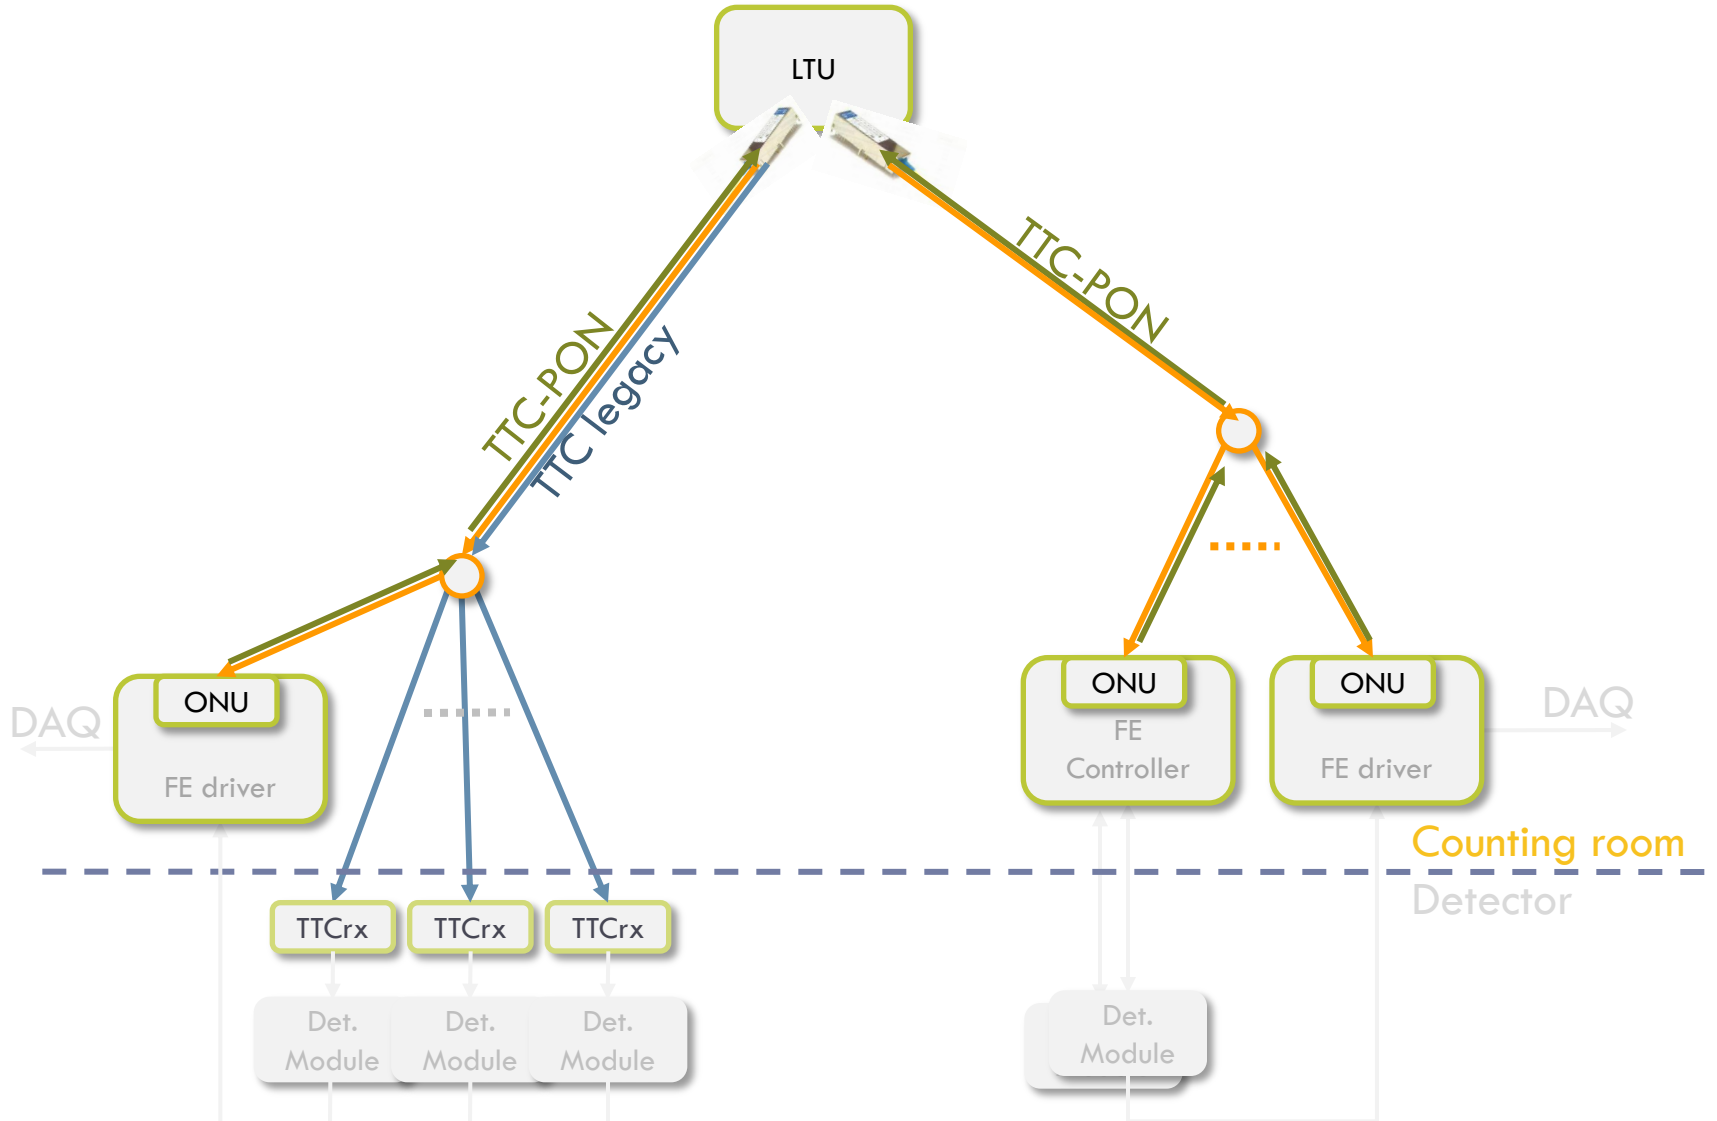 LTU
TTC-PON
TTC-PON
TTC legacy
ONU
FE driver
DAQ
ONU
FE
Controller
ONU
FE driver
DAQ
Counting room
Detector
TTCrx
TTCrx
TTCrx
Det.
Module
Det.
Module
Det.
Module
Det.
Module